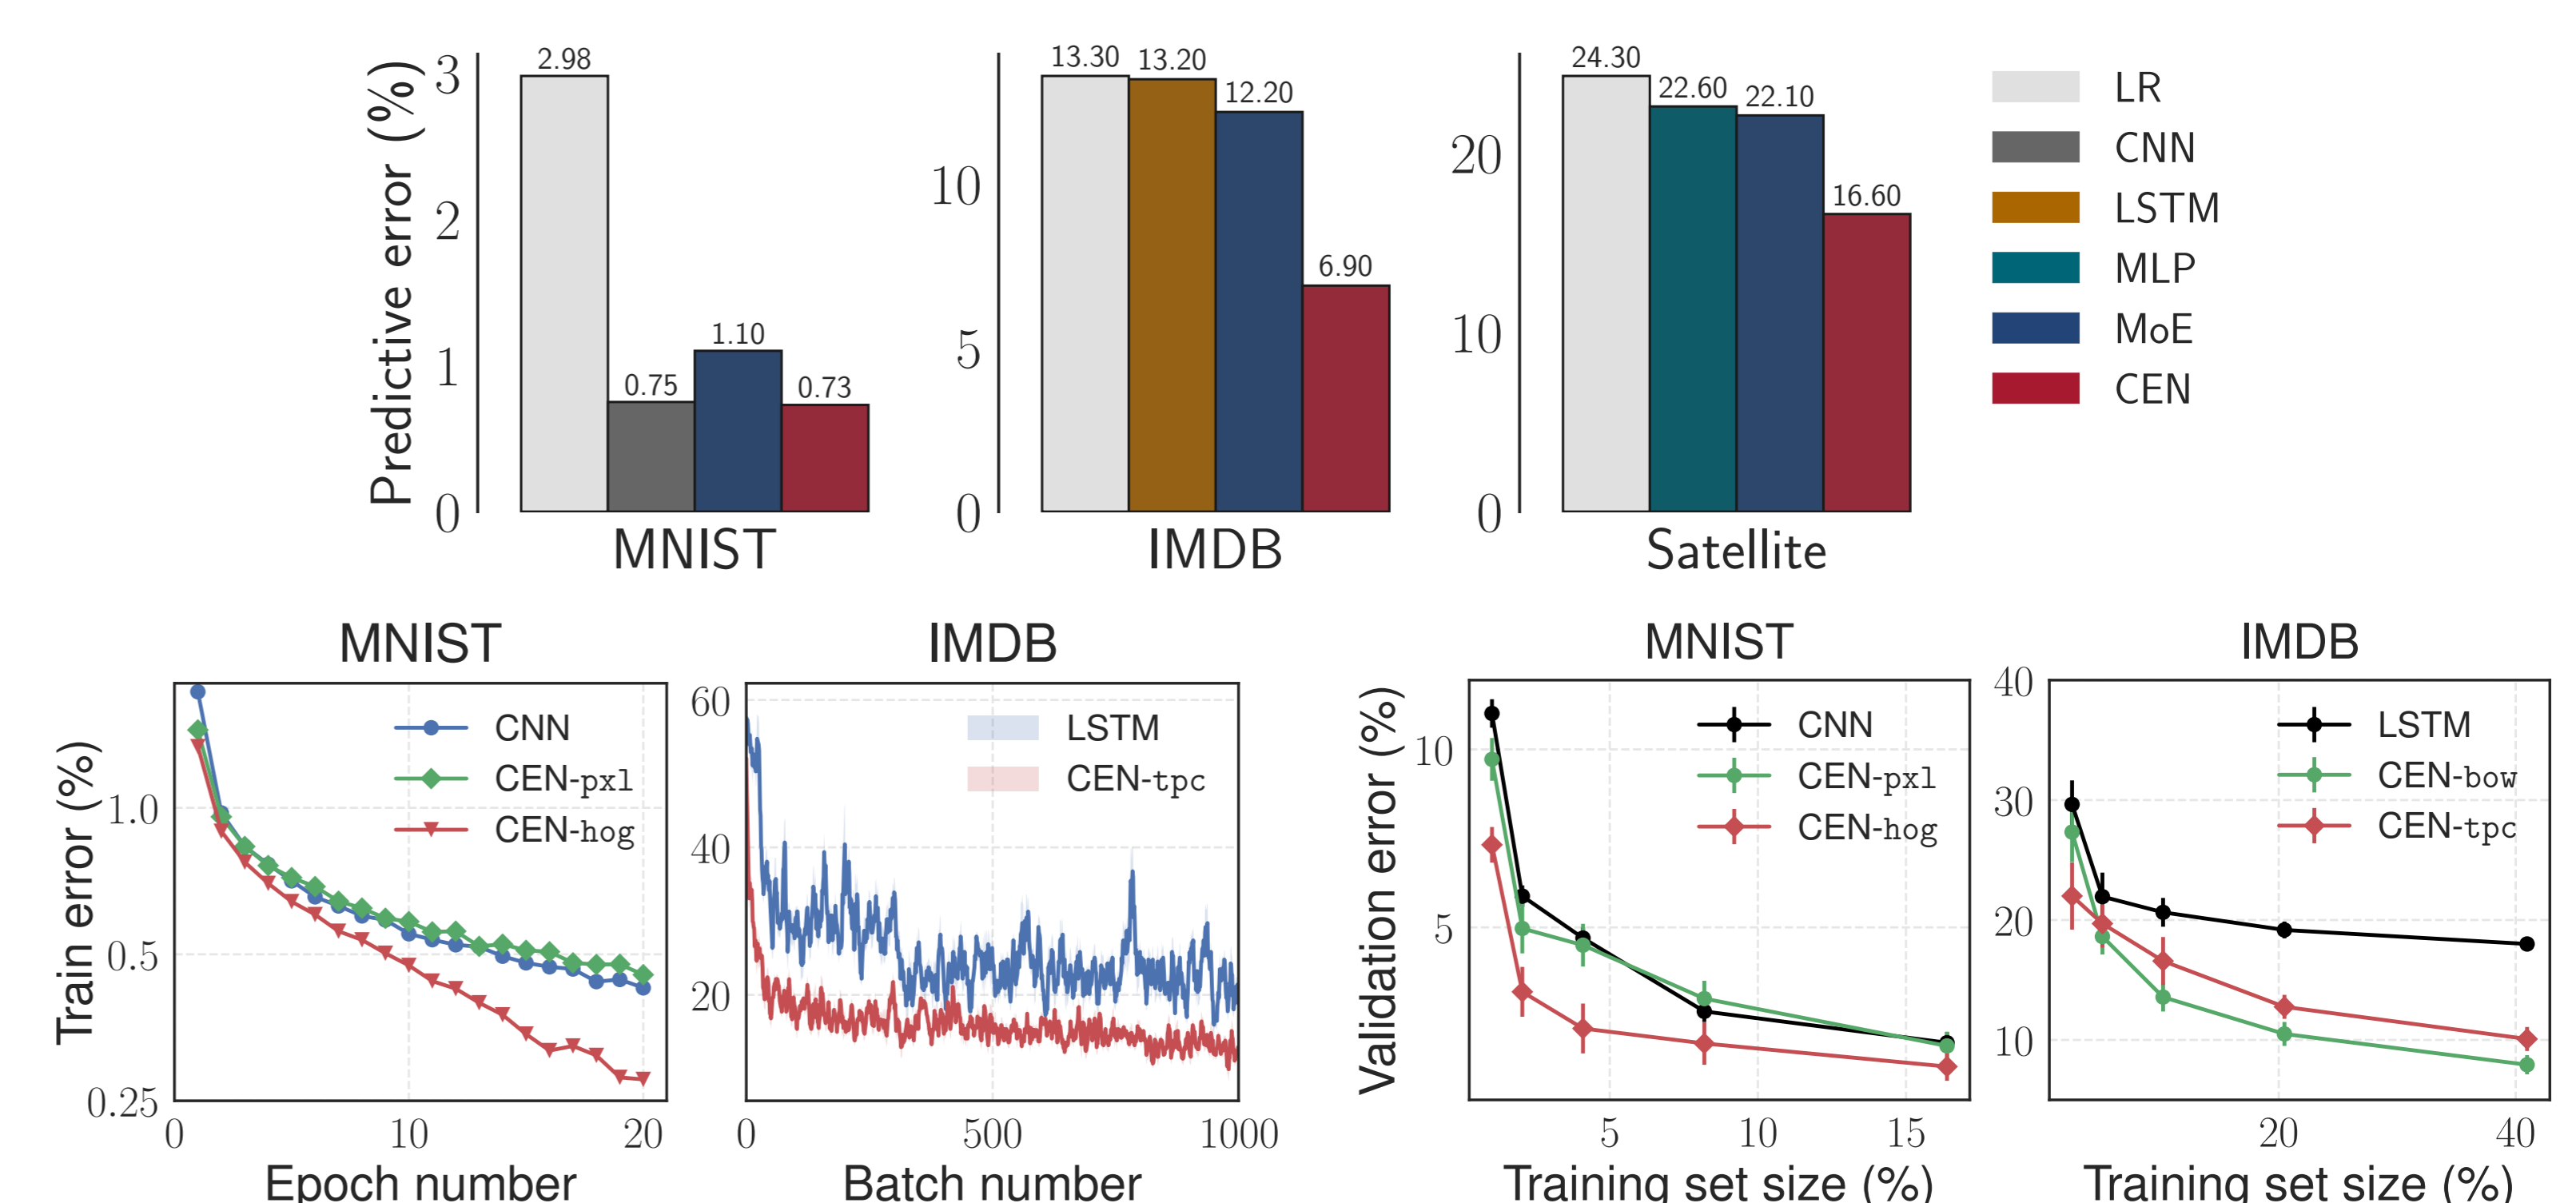 Predictive error (%)
3
2
1
0
2.98
0.75
1.10
0.73
MNIST
10
5
0
13.30
13.20
12.20
6.90
IMDB
20
10
0
24.30
22.60
22.10
16.60
Satellite
LR
CNN
LSTM
MLP
MoE
CEN
MNIST
Train error (%)
1.0
0.5
0.25
CNN
CEN-pxl
CEN-hog
0
10
20
Epoch number
IMDB
60
40
20
LSTM
CEN-tpc
0
500
1000
Batch number
MNIST
Validation error (%)
10
5
CNN
CEN-pxl
CEN-hog
5
10
15
Training set size (%)
IMDB
40
30
20
10
LSTM
CEN-bow
CEN-tpc
20
40
Training set size (%)